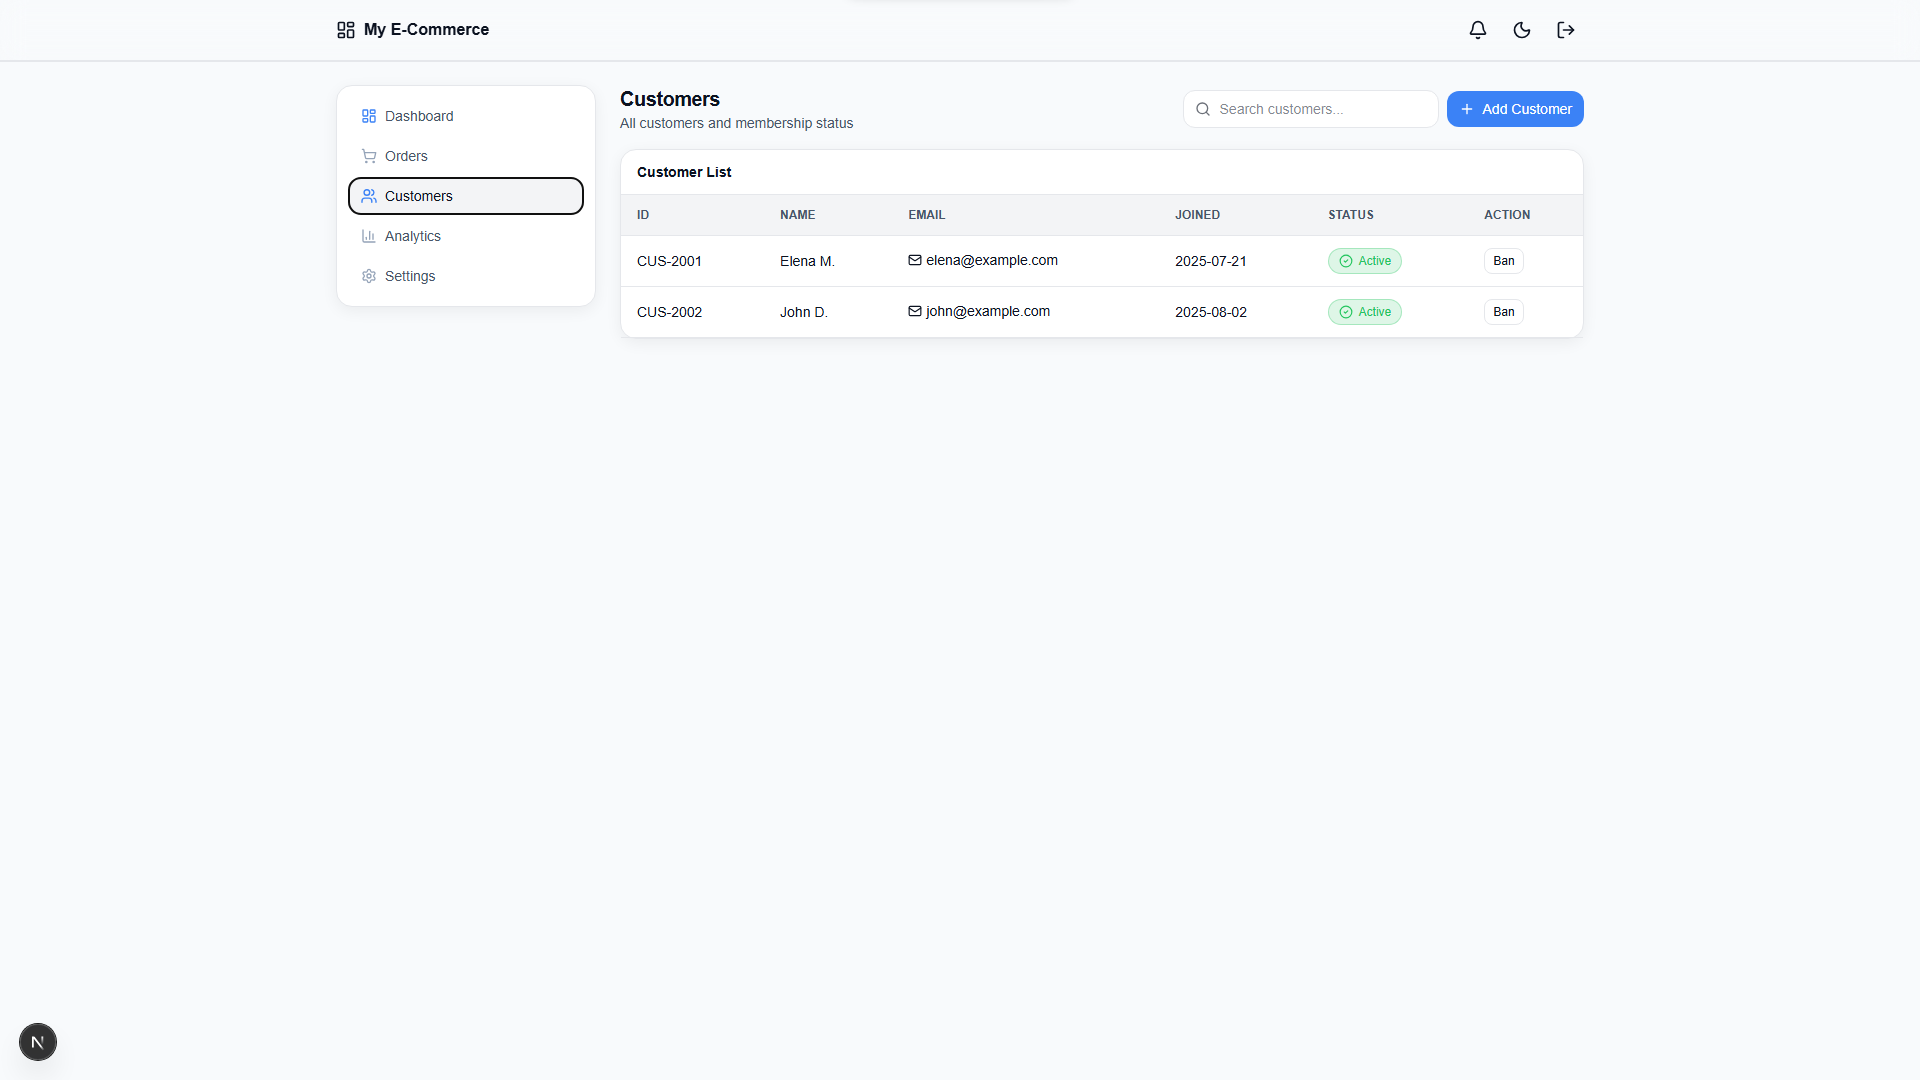 My E-Commerce
Dashboard
Orders
Customers
Analytics
Settings
Customers
All customers and membership status
Search customers...
Add Customer
Customer List
ID NAME EMAIL JOINED STATUS ACTION
CUS-2001 Elena M. elena@example.com 2025-07-21 Active Ban
CUS-2002 John D. john@example.com 2025-08-02 Active Ban
N